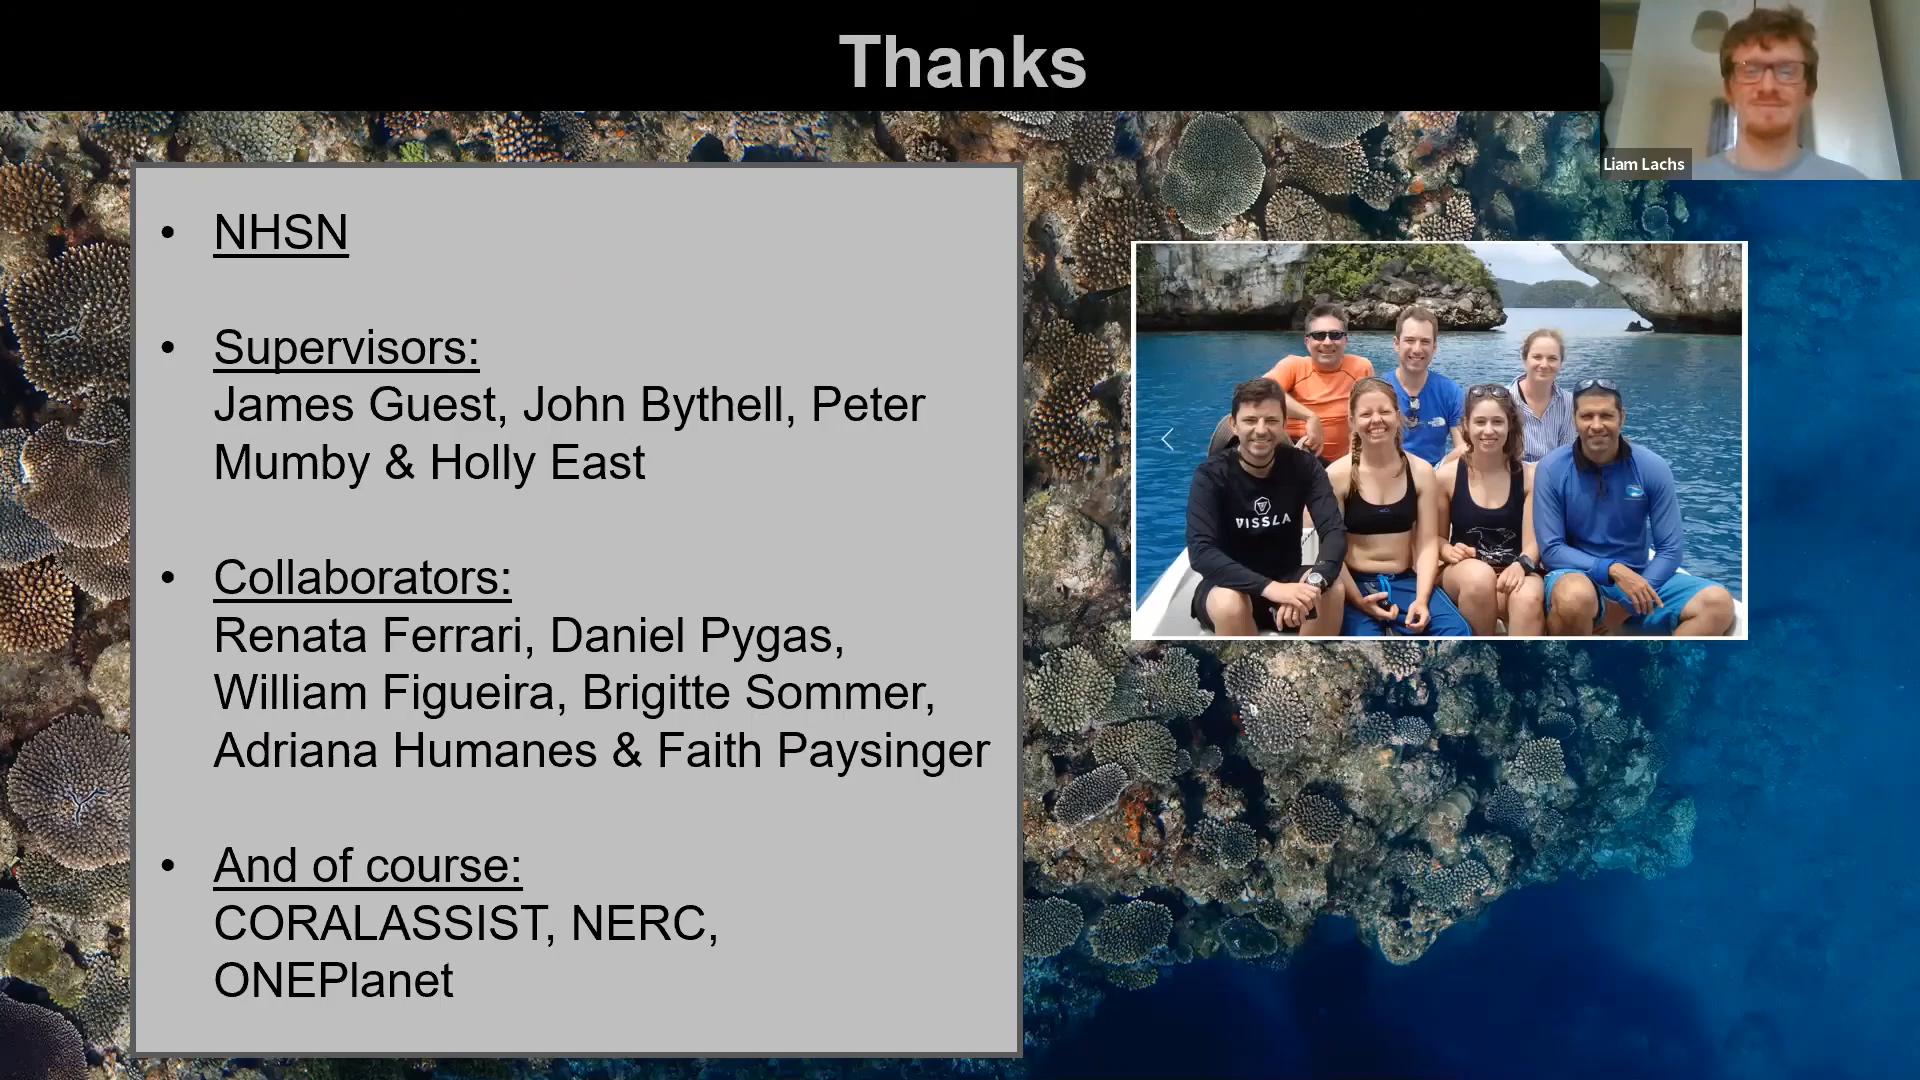 Thanks
Liam Lachs
• NHSN
• Supervisors:
James Guest, John Bythell, Peter
Mumby & Holly East
• Collaborators:
Renata Ferrari, Daniel Pygas,
William Figueira, Brigitte Sommer,
Adriana Humanes & Faith Paysinger
• And of course:
CORALASSIST, NERC,
ONEPlanet
VISSLA